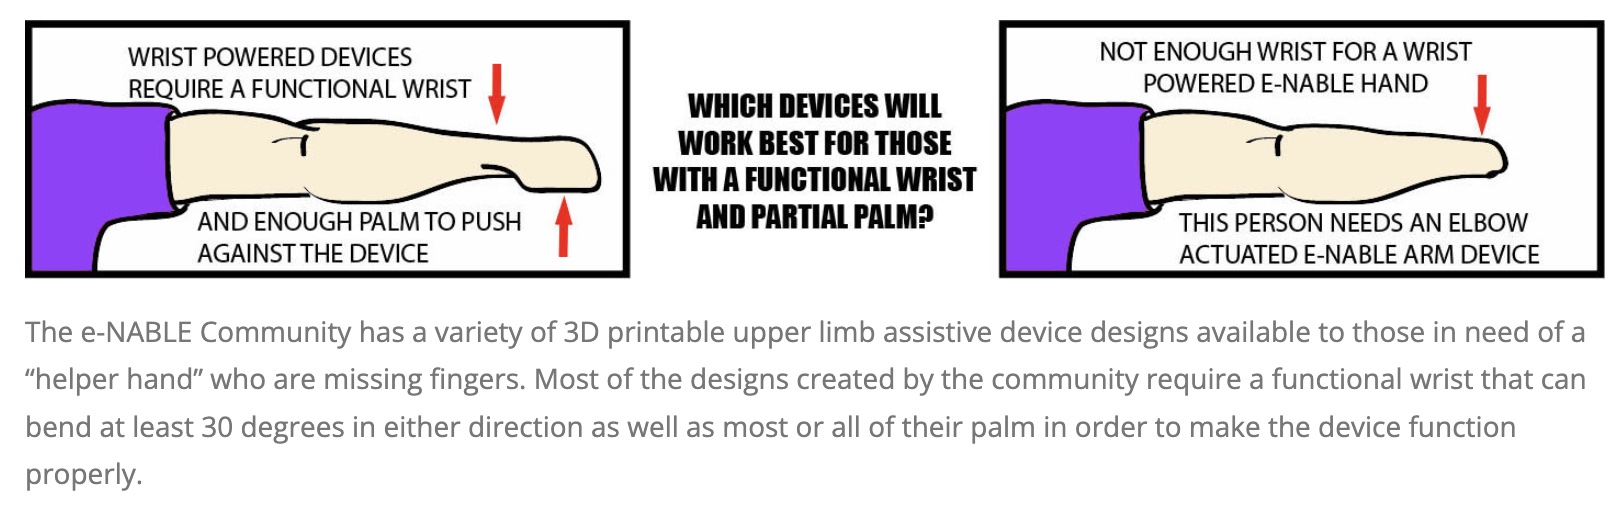 WRIST POWERED DEVICES
REQUIRE A FUNCTIONAL WRIST
AND ENOUGH PALM TO PUSH
AGAINST THE DEVICE
WHICH DEVICES WILL
WORK BEST FOR THOSE
WITH A FUNCTIONAL WRIST
AND PARTIAL PALM?
NOT ENOUGH WRIST FOR A WRIST
POWERED E-NABLE HAND
THIS PERSON NEEDS AN ELBOW
ACTUATED E-NABLE ARM DEVICE
The e-NABLE Community has a variety of 3D printable upper limb assistive device designs available to those in need of a
“helper hand” who are missing fingers. Most of the designs created by the community require a functional wrist that can
bend at least 30 degrees in either direction as well as most or all of their palm in order to make the device function
properly.